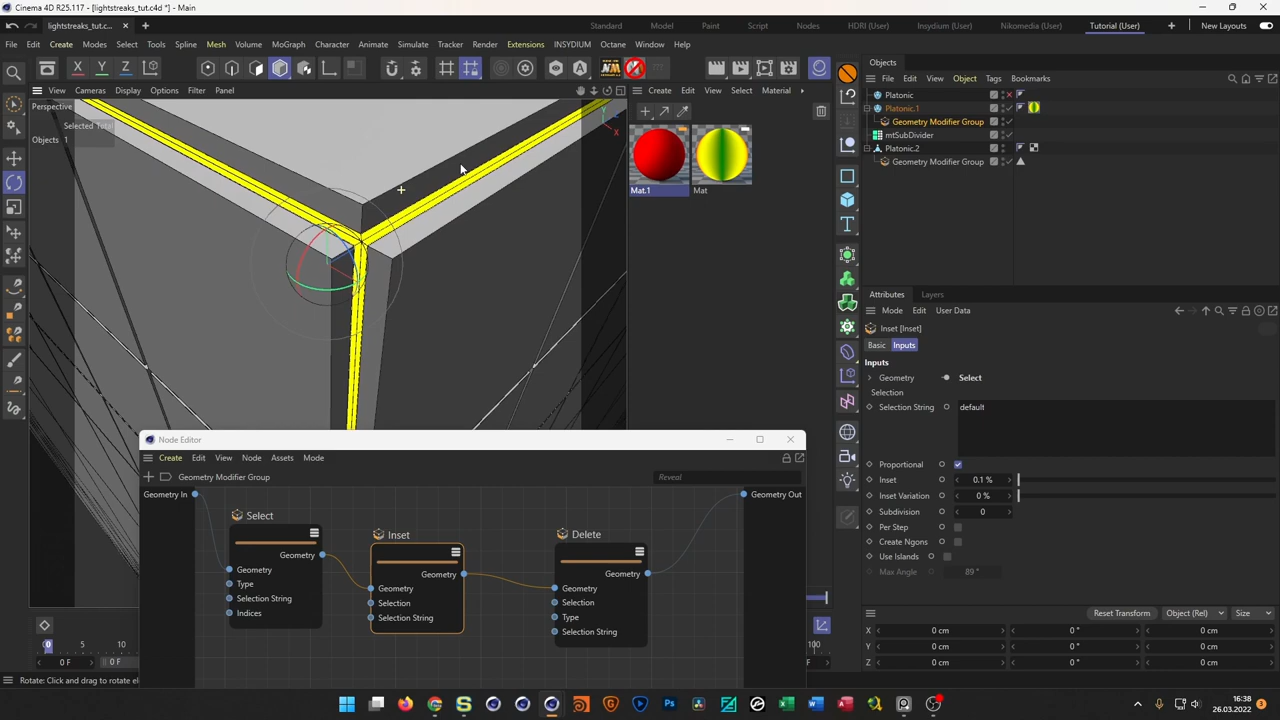 Cinema 4D R25.117 - [lightstreaks_tut.c4d *] - Main
lightstreaks_tut.c...
Standard
Model
Paint
Script
Nodes
HDRI (User)
Insydium (User)
Nikomedia (User)
Tutorial (User)
New Layouts
File Edit Create Modes Select Tools Spline Mesh Volume MoGraph Character Animate Simulate Tracker Render Extensions INSYDIUM Octane Window Help
Objects
X Y Z
NM
File Edit View Object Tags Bookmarks
View Cameras Display Options Filter Panel
Create Edit View Select Material
Platonic
Perspective
Platonic.1
Selected Total
Geometry Modifier Group
Objects 1
Y
X
mtSubDivider
Platonic.2
Geometry Modifier Group
Mat.1
Mat
T
Attributes Layers
Mode Edit User Data
Inset [Inset]
Basic Inputs
Inputs
Geometry Select
Selection
Selection String default
Node Editor
Create Edit View Node Assets Mode
Geometry Modifier Group
Reveal
Proportional
Inset 0.1 %
Inset Variation 0 %
Subdivision 0
Per Step
Create Ngons
Use Islands
Max Angle 89 °
Geometry In
Geometry Out
Select
Geometry
Geometry
Type
Selection String
Indices
Inset
Geometry
Geometry
Selection
Selection String
Delete
Geometry
Geometry
Selection
Type
Selection String
Reset Transform Object (Rel) Size
X 0 cm 0 ° 0 cm
Y 0 cm 0 ° 0 cm
Z 0 cm 0 ° 0 cm
0 5 10
100
0 F 0 F
Rotate: Click and drag to rotate el
16:38
26.03.2022